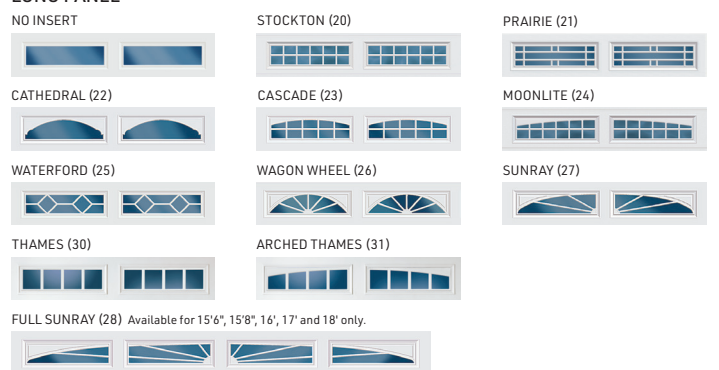 LONG PANEL
NO INSERT
STOCKTON (20)
PRAIRIE (21)
CATHEDRAL (22)
CASCADE (23)
MOONLITE (24)
WATERFORD (25)
WAGON WHEEL (26)
SUNRAY (27)
THAMES (30)
ARCHED THAMES (31)
FULL SUNRAY (28) Available for 15'6", 15'8", 16', 17' and 18' only.